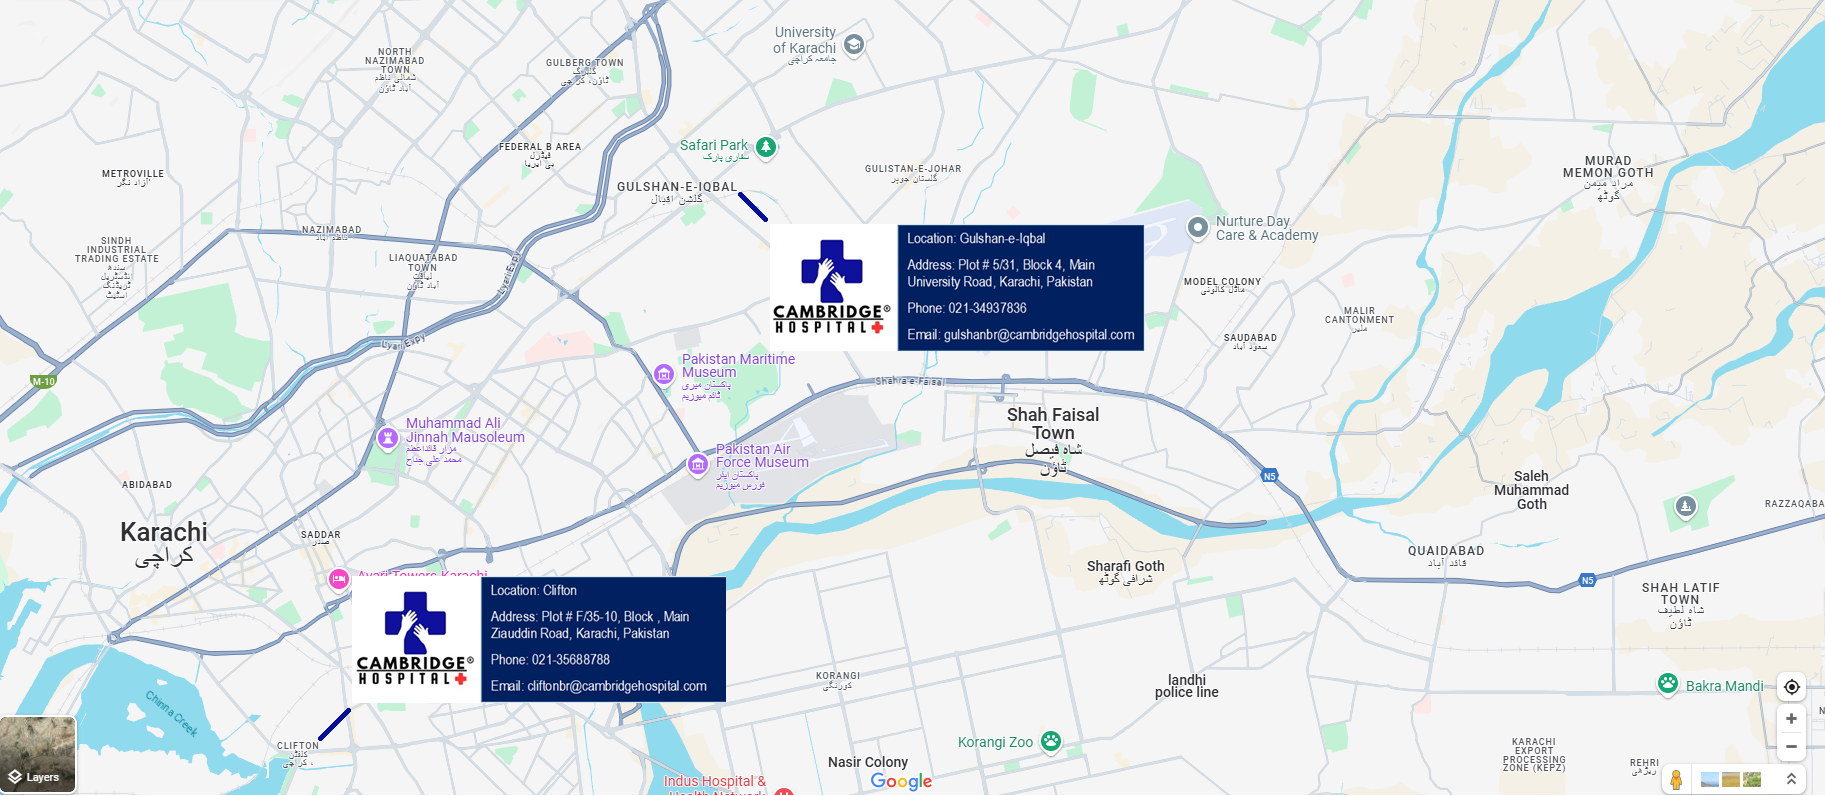 University
of Karachi
جامعہ کراچی
NORTH
NAZIMABAD
TOWN
شمالی ناظم
آباد ٹاؤن
GULBERG TOWN
گلبرگ
ٹاؤن، کراچی
FEDERAL B AREA
فیڈرل
بی ایریا
Safari Park
سفاری پارک
METROVILLE
GULISTAN-E-JOHAR
گلستان جوہر
GULSHAN-E-IQBAL
گلشن اقبال
MURAD
MEMON GOTH
مراد میمن
گوٹھ
NAZIMABAD
ناظم آباد
SINDH
INDUSTRIAL
TRADING ESTATE
سندھ
انڈسٹریل
ٹریڈنگ
اسٹیٹ
LIAQUATABAD
TOWN
لیاقت
آباد ٹاؤن
Lyari Expy
Nurture Day
Care & Academy
CAMBRIDGE®
HOSPITAL
Location: Gulshan-e-Iqbal
Address: Plot # 5/31, Block 4, Main
University Road, Karachi, Pakistan
Phone: 021-34937836
Email: gulshanbr@cambridgehospital.com
MODEL COLONY
ماڈل کالونی
MALIR
CANTONMENT
ملیر
SAUDABAD
سعود آباد
Lyari Expy
M-10
Pakistan Maritime
Museum
پاکستان میری
ٹائم میوزیم
Shahra-e-Faisal
Muhammad Ali
Jinnah Mausoleum
مزار قائداعظم
محمد علی جناح
Shah Faisal
Town
شاہ فیصل
ٹاؤن
Pakistan Air
Force Museum
پاکستان ایئر
فورس میوزیم
N5
Saleh
Muhammad
Goth
ABIDABAD
RAZZAQABA
Karachi
کراچی
SADDAR
صدر
QUAIDABAD
قائد آباد
Sharafi Goth
شرافی گوٹھ
Avari Towers Karachi
N5
SHAH LATIF
TOWN
شاہ لطیف
ٹاؤن
CAMBRIDGE®
HOSPITAL
Location: Clifton
Address: Plot # F/35-10, Block , Main
Ziauddin Road, Karachi, Pakistan
Phone: 021-35688788
Email: cliftonbr@cambridgehospital.com
KORANGI
کورنگی
landhi
police line
Bakra Mandi
Chinna Creek
CLIFTON
کلفٹن
، کراچی
Korangi Zoo
Nasir Colony
KARACHI
EXPORT
PROCESSING
ZONE (KEPZ)
REHRI
ریڑھی
Indus Hospital &
Health Network
Google
Layers